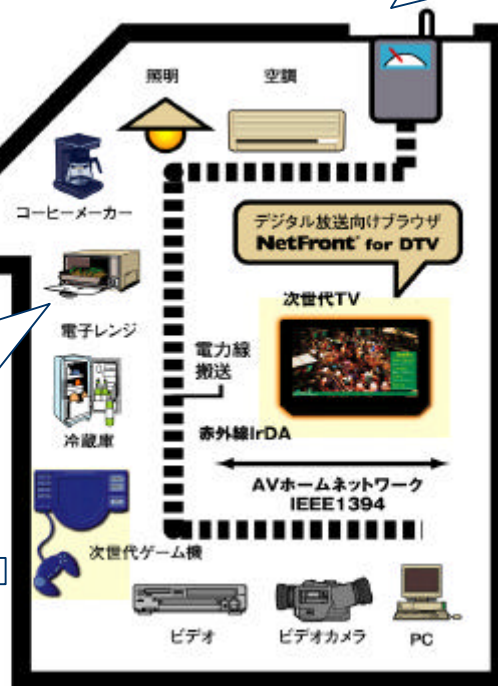 照明
空調
コーヒーメーカー
デジタル放送向けブラウザ
NetFront® for DTV
次世代TV
電子レンジ
電力線
搬送
冷蔵庫
赤外線IrDA
AVホームネットワーク
IEEE1394
次世代ゲーム機
ビデオ
ビデオカメラ
PC